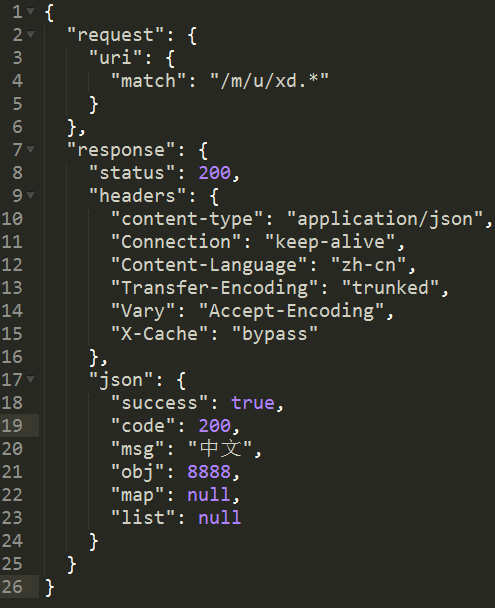 1 {
2   "request": {
3     "uri": {
4       "match": "/m/u/xd.*"
5     }
6   },
7   "response": {
8     "status": 200,
9     "headers": {
10       "content-type": "application/json",
11       "Connection": "keep-alive",
12       "Content-Language": "zh-cn",
13       "Transfer-Encoding": "trunked",
14       "Vary": "Accept-Encoding",
15       "X-Cache": "bypass"
16     },
17     "json": {
18       "success": true,
19       "code": 200,
20       "msg": "中文",
21       "obj": 8888,
22       "map": null,
23       "list": null
24     }
25   }
26 }